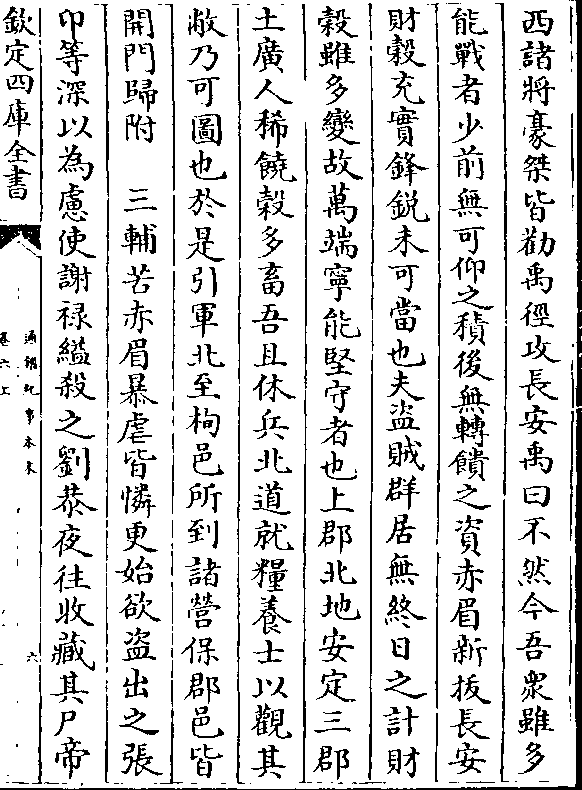 西諸將豪桀皆勸禹徑攻長安禹曰不然今吾衆雖多
能戰者少前無可仰之積後無轉饋之資赤眉新拔長安
財穀充實鋒鋭未可當也夫盗賊群居無終日之計財
穀雖多變故萬端寧能堅守者也上郡北地安定三郡
土廣人稀饒穀多畜吾且休兵北道就糧養士以觀其
敝乃可圖也於是引軍北至栒邑所到諸營保郡邑皆
開門歸附　三輔苦赤眉暴虐皆憐更始欲盗出之張
卬等深以為慮使謝禄縊殺之劉恭夜往收藏其尸帝
欽定四庫全書
通鑑紀事本末
卷六上
六